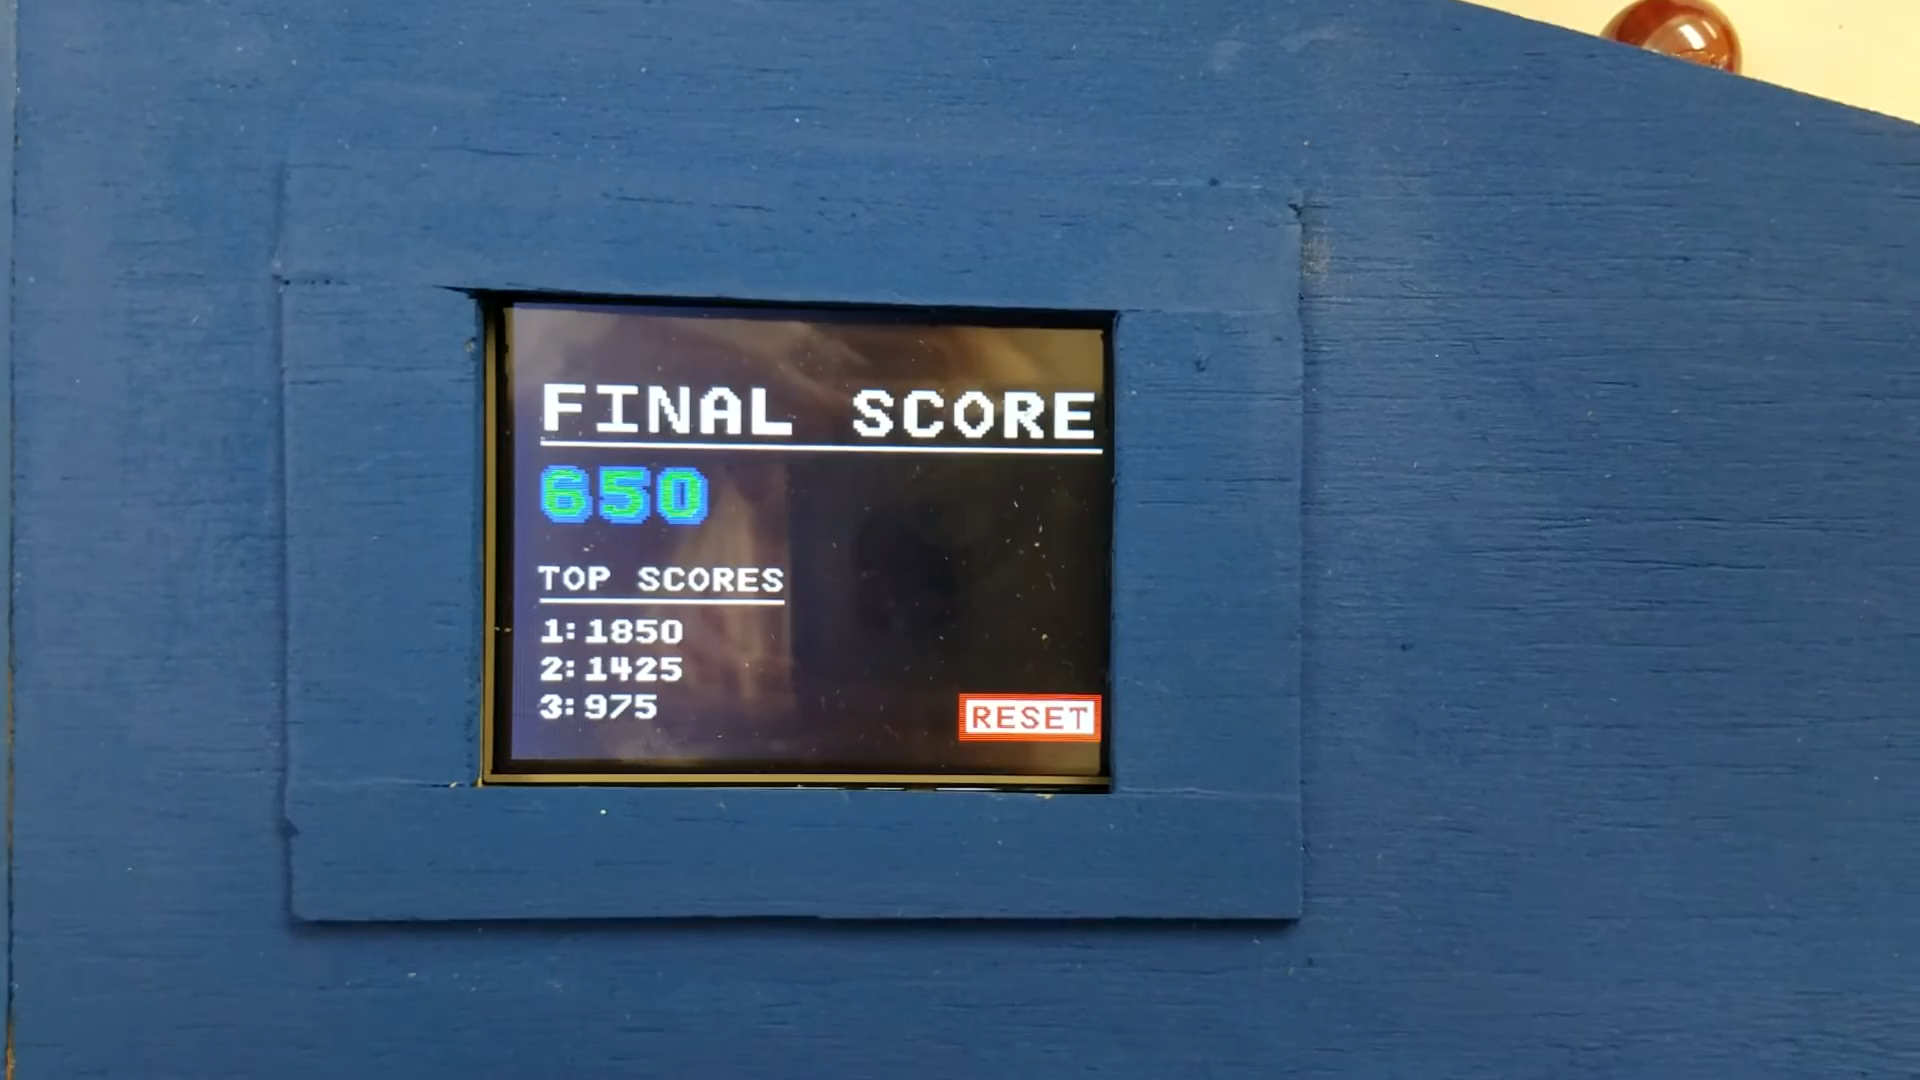 FINAL SCORE
650
TOP SCORES
1:1850
2:1425
3:975
RESET